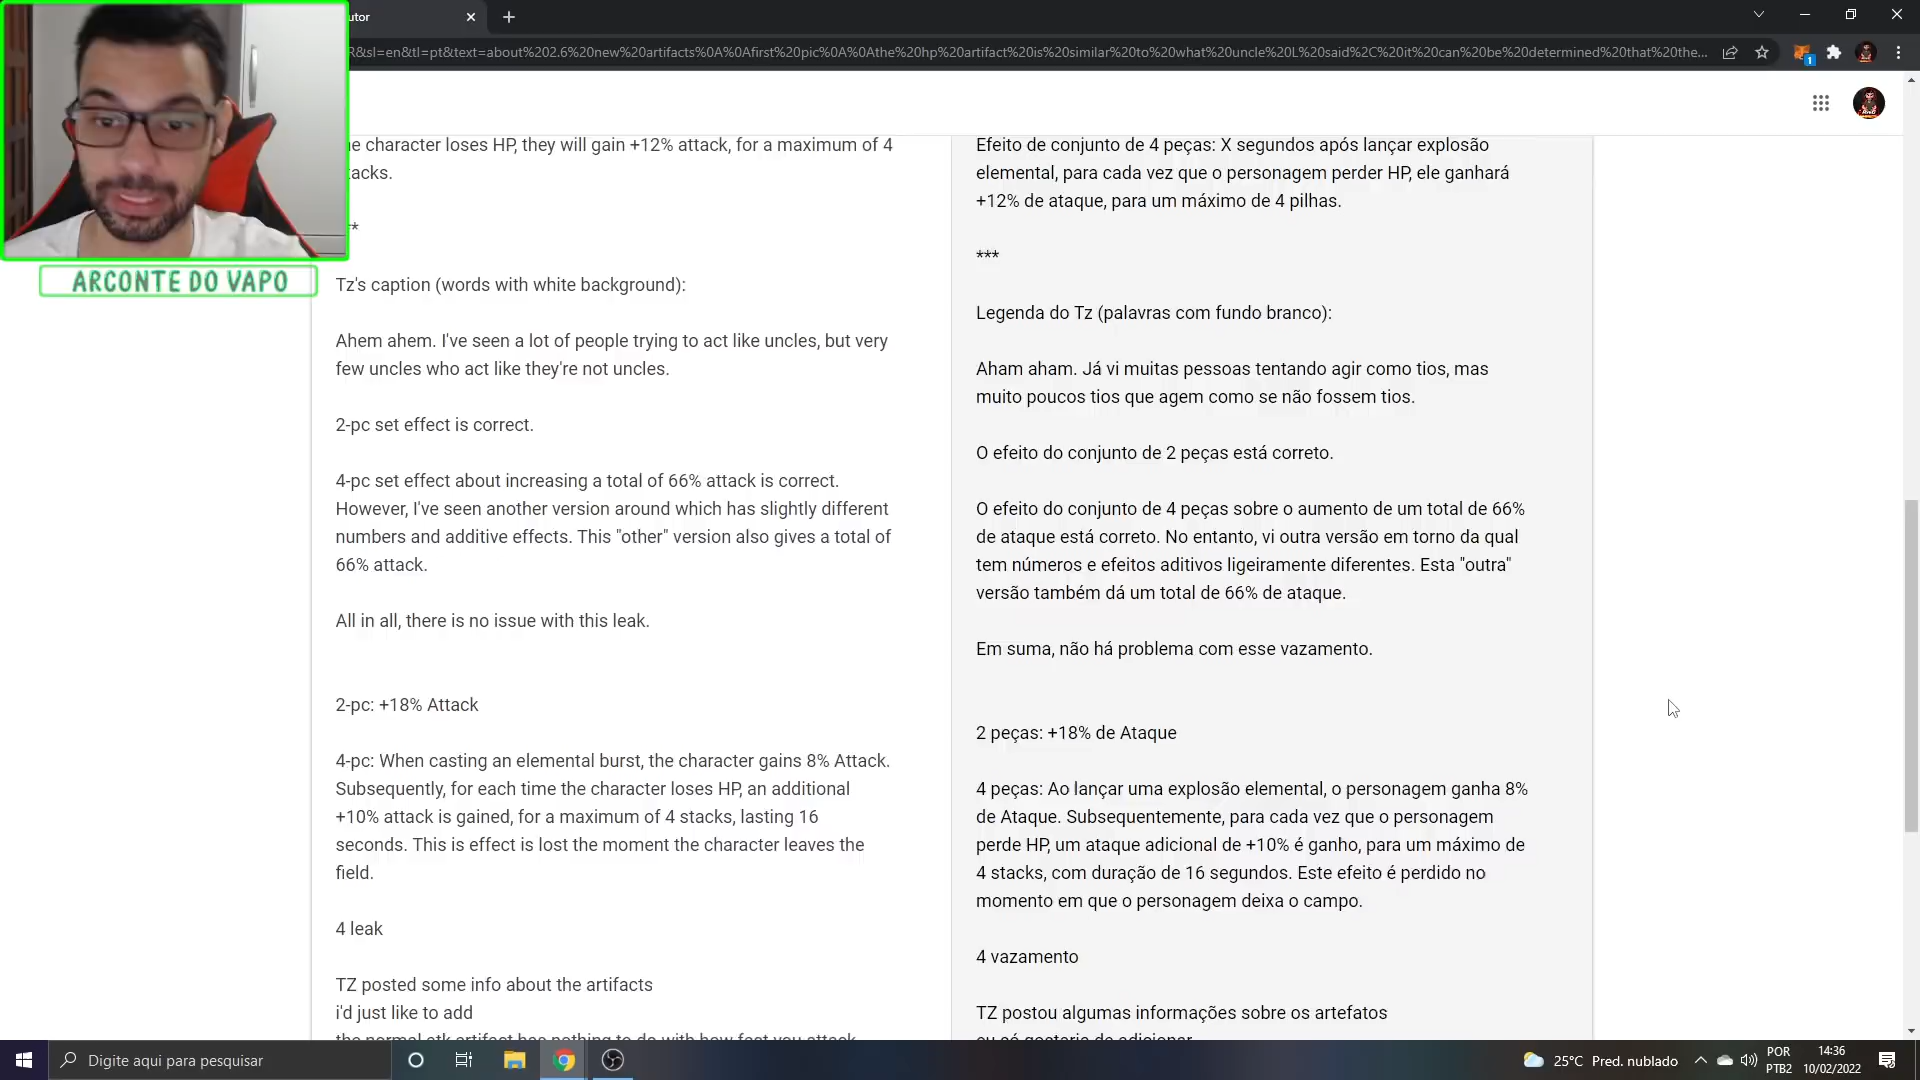 utor
R&sl=en&tl=pt&text=about%202.6%20new%20artifacts%0A%0Afirst%20pic%0A%0Athe%20hp%20artifact%20is%20similar%20to%20what%20uncle%20L%20said%2C%20it%20can%20be%20determined%20that%20the...
1
ARCONTE DO VAPO
e character loses HP, they will gain +12% attack, for a maximum of 4
tacks.
*
Tz's caption (words with white background):
Ahem ahem. I've seen a lot of people trying to act like uncles, but very
few uncles who act like they're not uncles.
2-pc set effect is correct.
4-pc set effect about increasing a total of 66% attack is correct.
However, I've seen another version around which has slightly different
numbers and additive effects. This "other" version also gives a total of
66% attack.
All in all, there is no issue with this leak.
2-pc: +18% Attack
4-pc: When casting an elemental burst, the character gains 8% Attack.
Subsequently, for each time the character loses HP, an additional
+10% attack is gained, for a maximum of 4 stacks, lasting 16
seconds. This is effect is lost the moment the character leaves the
field.
4 leak
TZ posted some info about the artifacts
i'd just like to add
the normal atk artifact has nothing to do with how fast you attack
Efeito de conjunto de 4 peças: X segundos após lançar explosão
elemental, para cada vez que o personagem perder HP, ele ganhará
+12% de ataque, para um máximo de 4 pilhas.
***
Legenda do Tz (palavras com fundo branco):
Aham aham. Já vi muitas pessoas tentando agir como tios, mas
muito poucos tios que agem como se não fossem tios.
O efeito do conjunto de 2 peças está correto.
O efeito do conjunto de 4 peças sobre o aumento de um total de 66%
de ataque está correto. No entanto, vi outra versão em torno da qual
tem números e efeitos aditivos ligeiramente diferentes. Esta "outra"
versão também dá um total de 66% de ataque.
Em suma, não há problema com esse vazamento.
2 peças: +18% de Ataque
4 peças: Ao lançar uma explosão elemental, o personagem ganha 8%
de Ataque. Subsequentemente, para cada vez que o personagem
perde HP, um ataque adicional de +10% é ganho, para um máximo de
4 stacks, com duração de 16 segundos. Este efeito é perdido no
momento em que o personagem deixa o campo.
4 vazamento
TZ postou algumas informações sobre os artefatos
eu só gostaria de adicionar
Digite aqui para pesquisar
25°C Pred. nublado
POR
PTB2
14:36
10/02/2022